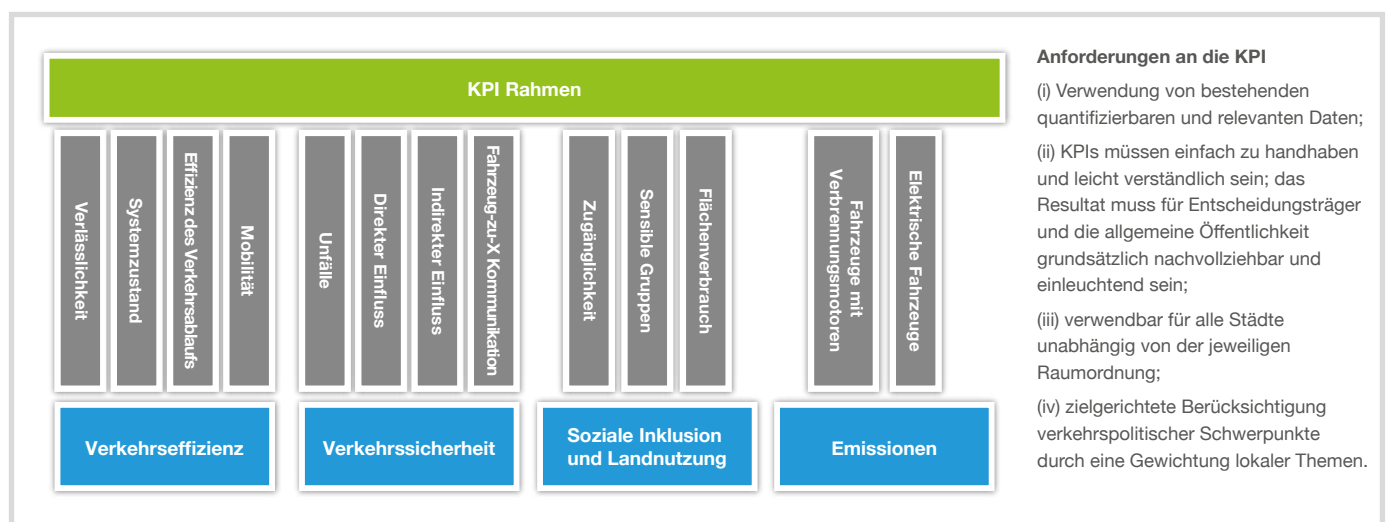 KPI Rahmen
Verlässlichkeit
Systemzustand
Effizienz des Verkehrsablaufs
Mobilität
Unfälle
Direkter Einfluss
Indirekter Einfluss
Fahrzeug-zu-X Kommunikation
Zugänglichkeit
Sensible Gruppen
Flächenverbrauch
Fahrzeuge mit
Verbrennungsmotoren
Elektrische Fahrzeuge
Verkehrseffizienz
Verkehrssicherheit
Soziale Inklusion
und Landnutzung
Emissionen
Anforderungen an die KPI
(i) Verwendung von bestehenden
quantifizierbaren und relevanten Daten;
(ii) KPIs müssen einfach zu handhaben
und leicht verständlich sein; das
Resultat muss für Entscheidungsträger
und die allgemeine Öffentlichkeit
grundsätzlich nachvollziehbar und
einleuchtend sein;
(iii) verwendbar für alle Städte
unabhängig von der jeweiligen
Raumordnung;
(iv) zielgerichtete Berücksichtigung
verkehrspolitischer Schwerpunkte
durch eine Gewichtung lokaler Themen.